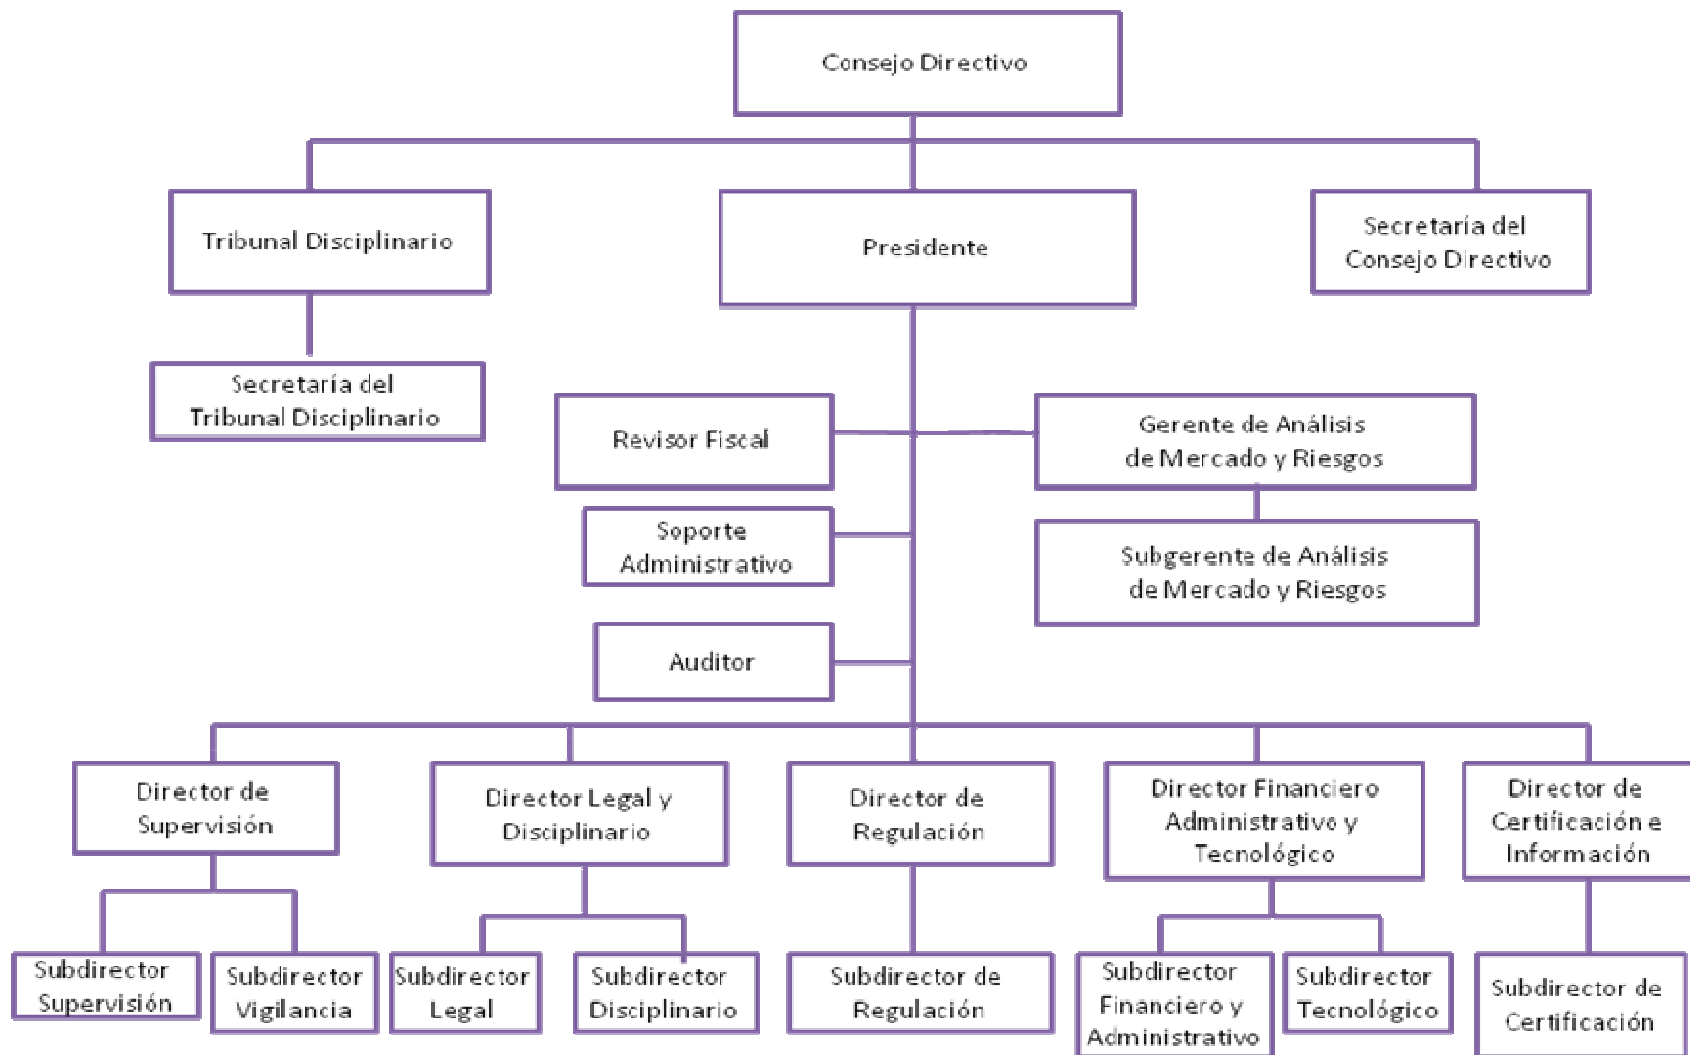 Consejo Directivo
Tribunal Disciplinario
Presidente
Secretaría del
Consejo Directivo
Secretaría del
Tribunal Disciplinario
Revisor Fiscal
Gerente de Análisis
de Mercado y Riesgos
Soporte
Administrativo
Subgerente de Análisis
de Mercado y Riesgos
Auditor
Director de
Supervisión
Director Legal y
Disciplinario
Director de
Regulación
Director Financiero
Administrativo y
Tecnológico
Director de
Certificación e
Información
Subdirector
Supervisión
Subdirector
Vigilancia
Subdirector
Legal
Subdirector
Disciplinario
Subdirector de
Regulación
Subdirector
Financiero y
Administrativo
Subdirector
Tecnológico
Subdirector de
Certificación